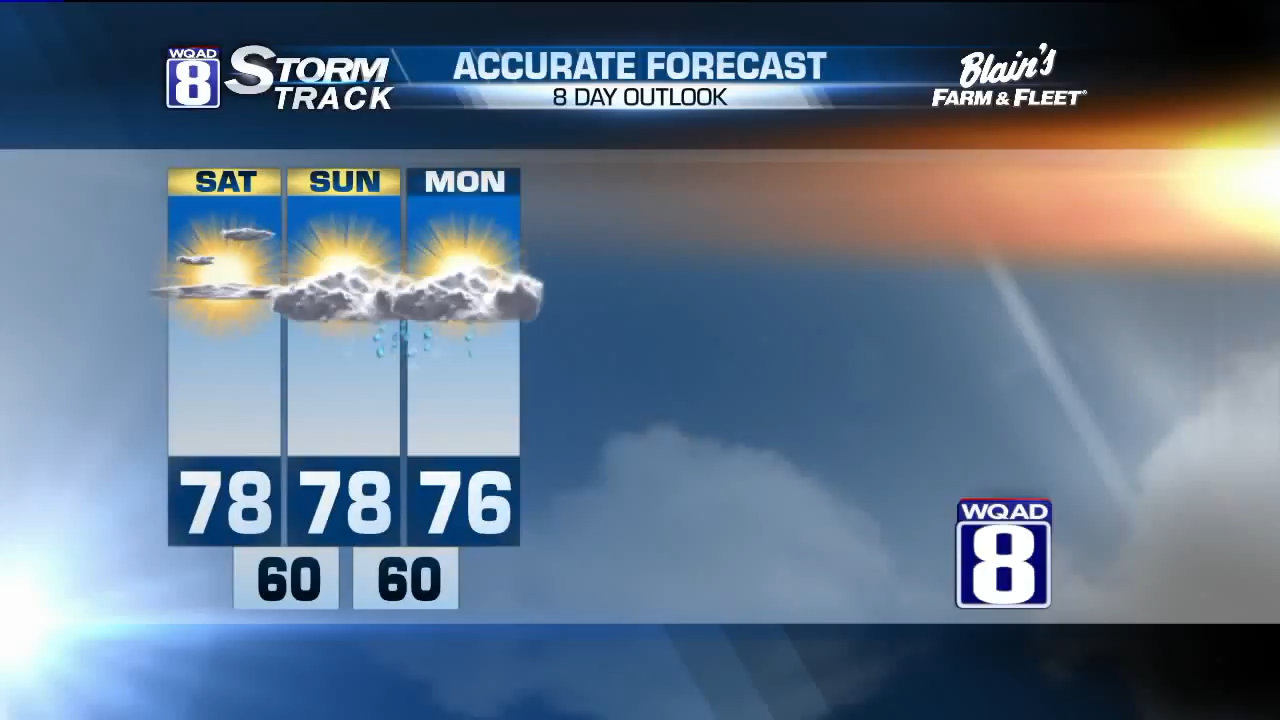 WQAD
8
STORM
TRACK
ACCURATE FORECAST
8 DAY OUTLOOK
Blain's
FARM & FLEET®
SAT SUN MON
78 78 76
60 60
WQAD
8